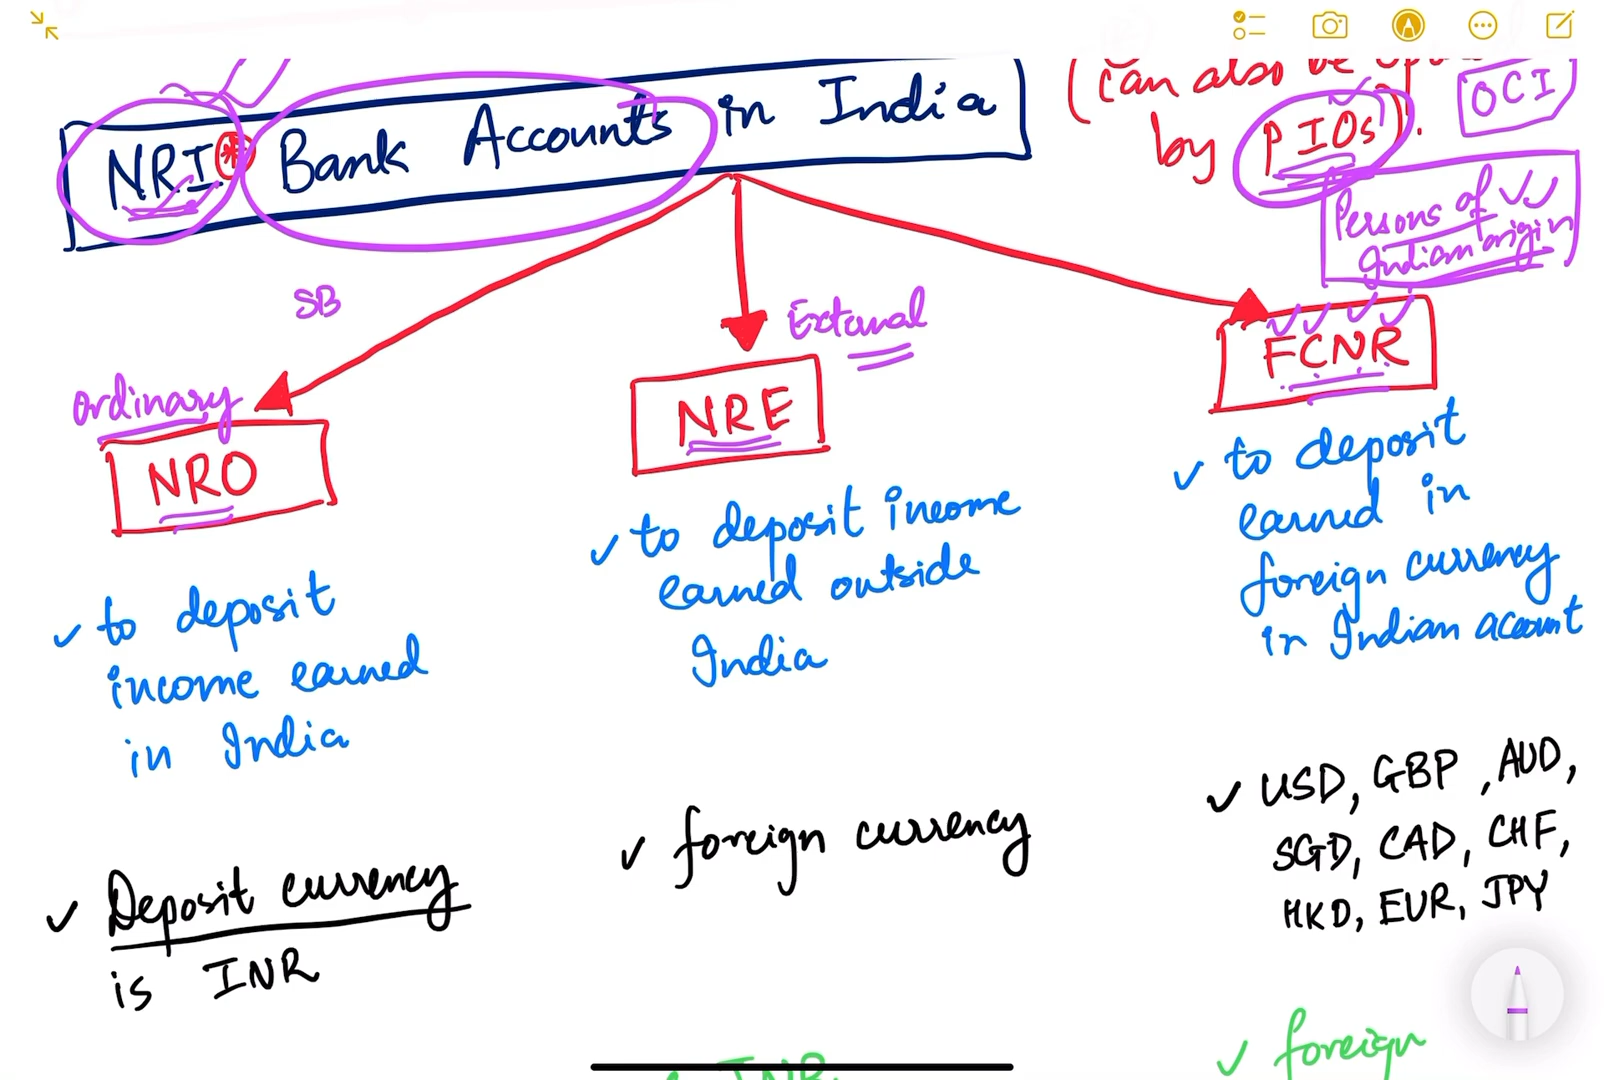 NRI* Bank Accounts in India
(can also be
by PIOs).
OCI
Persons of
Indian origin
SB
External
Ordinary
NRO
NRE
FCNR
✓ to deposit
income earned
in India
✓ to deposit income
earned outside
India
✓ to deposit
earned in
foreign currency
in Indian account
✓ Deposit currency
is INR
✓ foreign currency
✓ USD, GBP, AUD,
SGD, CAD, CHF,
HKD, EUR, JPY
INR
✓ foreign